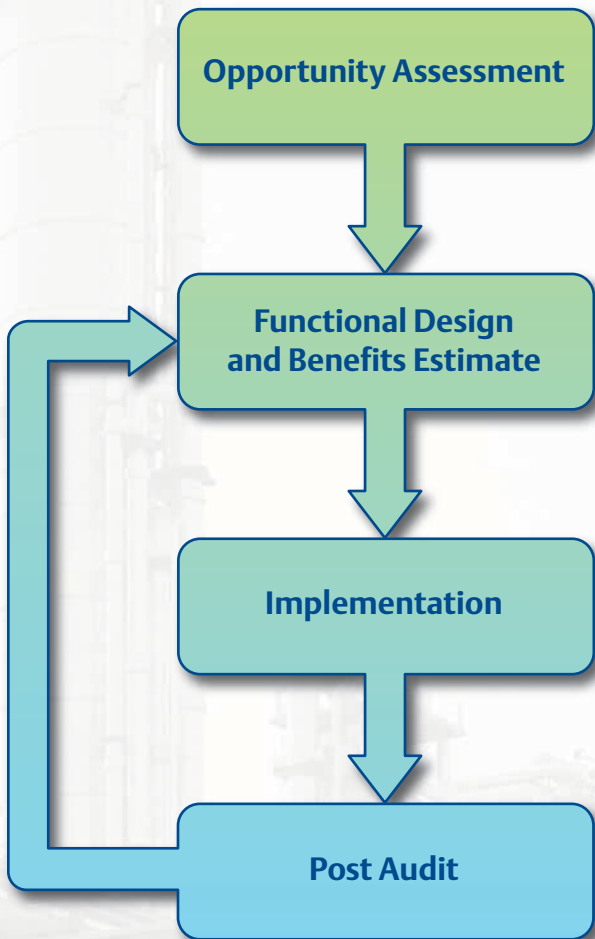 Opportunity Assessment
Functional Design
and Benefits Estimate
Implementation
Post Audit